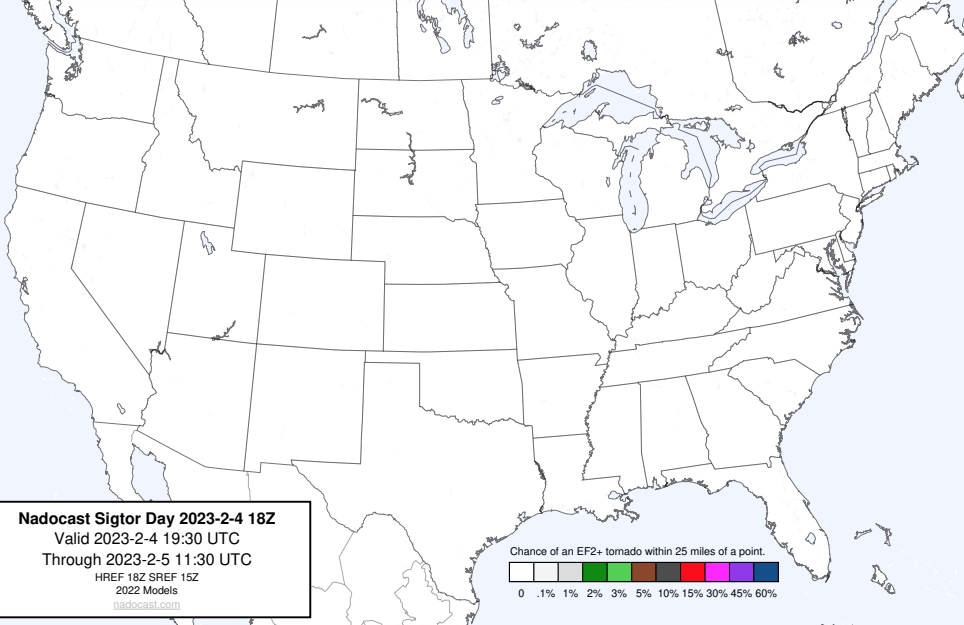 Nadocast Sigtor Day 2023-2-4 18Z
Valid 2023-2-4 19:30 UTC
Through 2023-2-5 11:30 UTC
HREF 18Z SREF 15Z
2022 Models
nadocast.com
Chance of an EF2+ tornado within 25 miles of a point.
0 .1% 1% 2% 3% 5% 10% 15% 30% 45% 60%